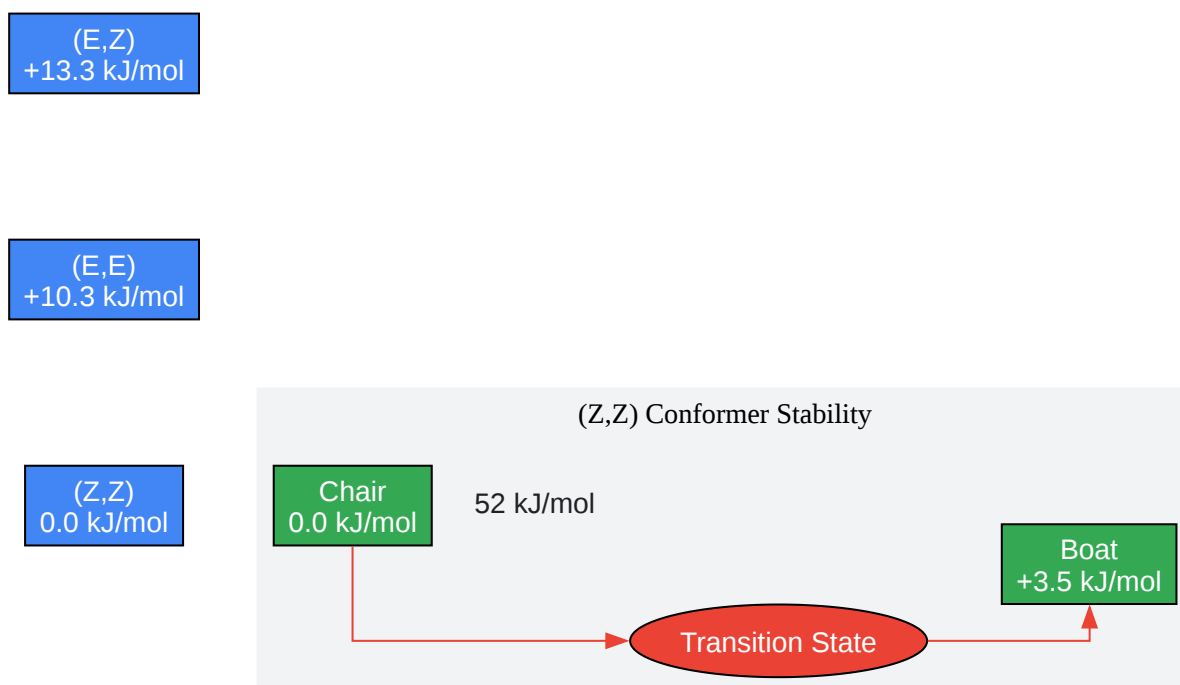 (E,Z)
+13.3 kJ/mol
(E,E)
+10.3 kJ/mol
(Z,Z) Conformer Stability
(Z,Z)
0.0 kJ/mol
Chair
0.0 kJ/mol
52 kJ/mol
Boat
+3.5 kJ/mol
Transition State